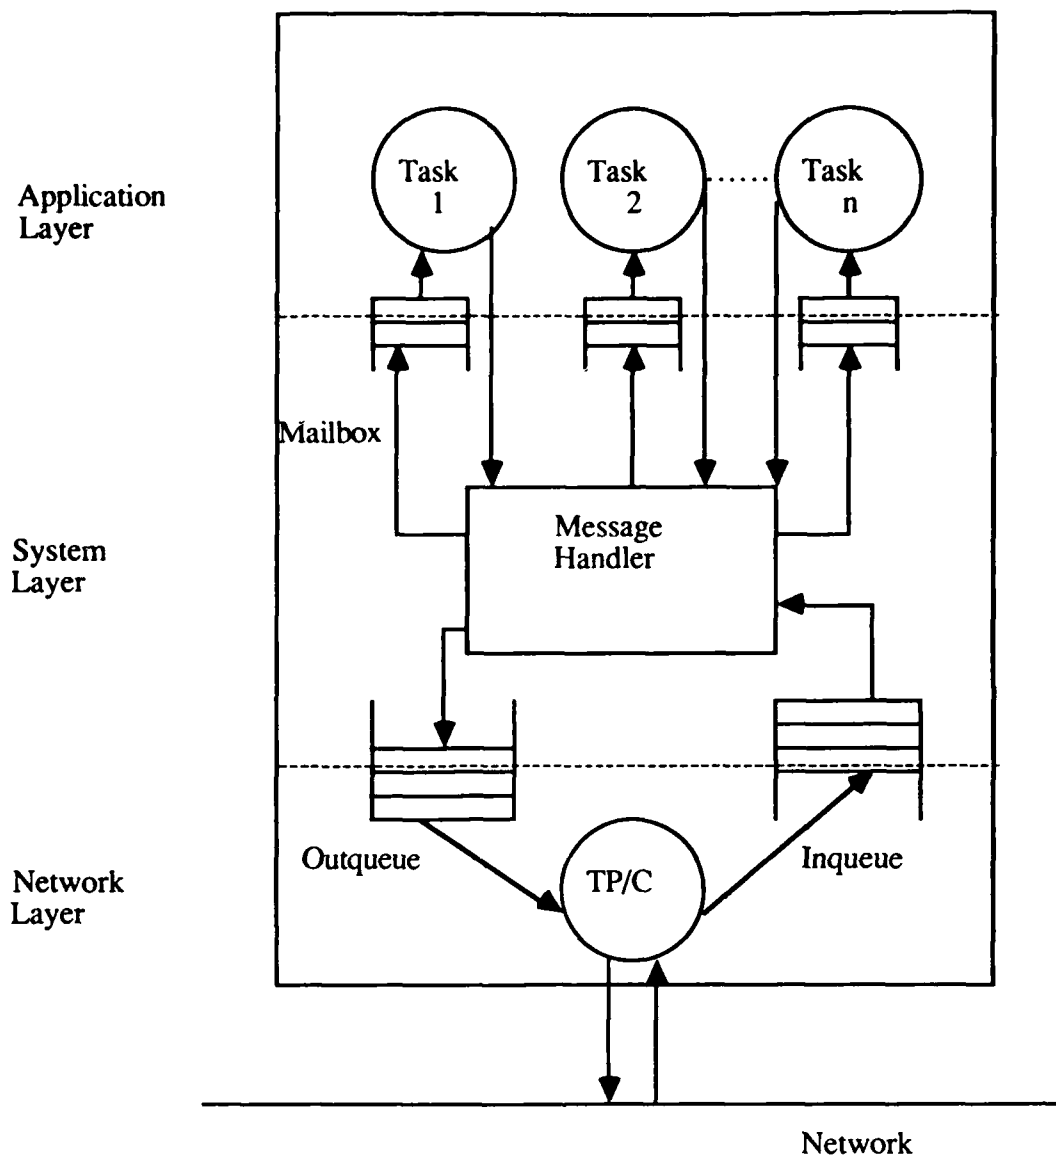 Task
1
Task
2
Task
n
Application
Layer
Mailbox
Message
Handler
System
Layer
Outqueue
Inqueue
TP/C
Network
Layer
Network